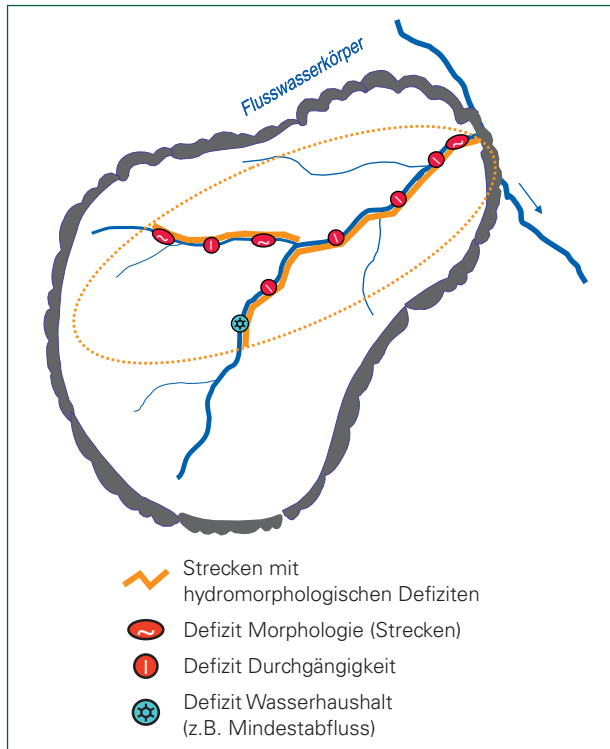 Flusswasserkörper
Strecken mit
hydromorphologischen Defiziten
Defizit Morphologie (Strecken)
Defizit Durchgängigkeit
Defizit Wasserhaushalt
(z.B. Mindestabfluss)